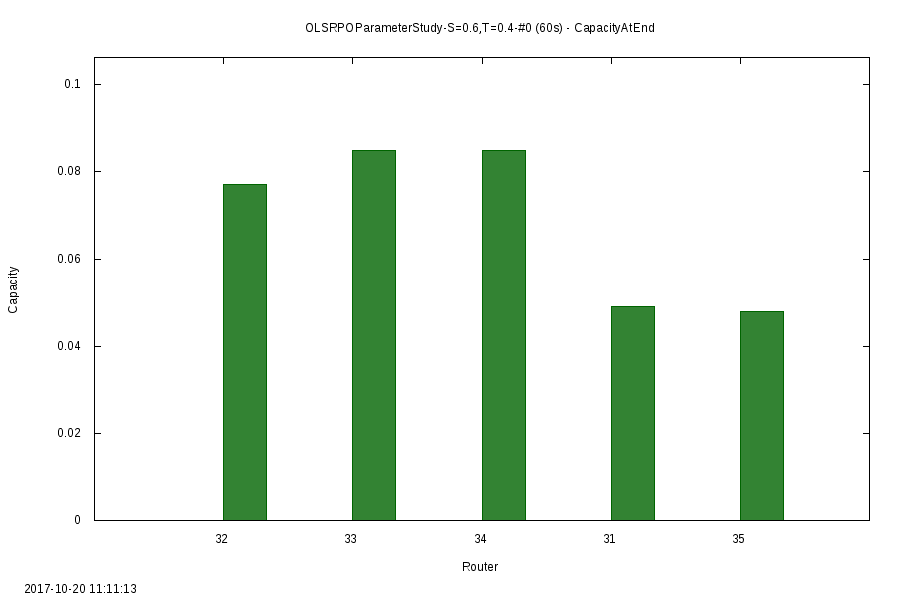 OLSRPOParameterStudy-S=0.6,T=0.4-#0 (60s) - CapacityAtEnd
0.1
0.08
0.06
0.04
0.02
0
Capacity
32 33 34 31 35
Router
2017-10-20 11:11:13